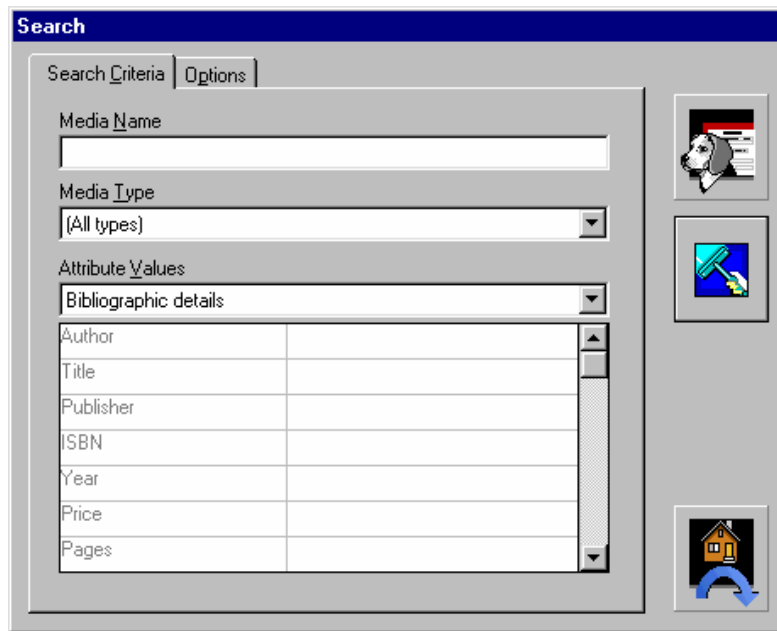 Search
Search Criteria
Options
Media Name
Media Type
(All types)
Attribute Values
Bibliographic details
Author
Title
Publisher
ISBN
Year
Price
Pages